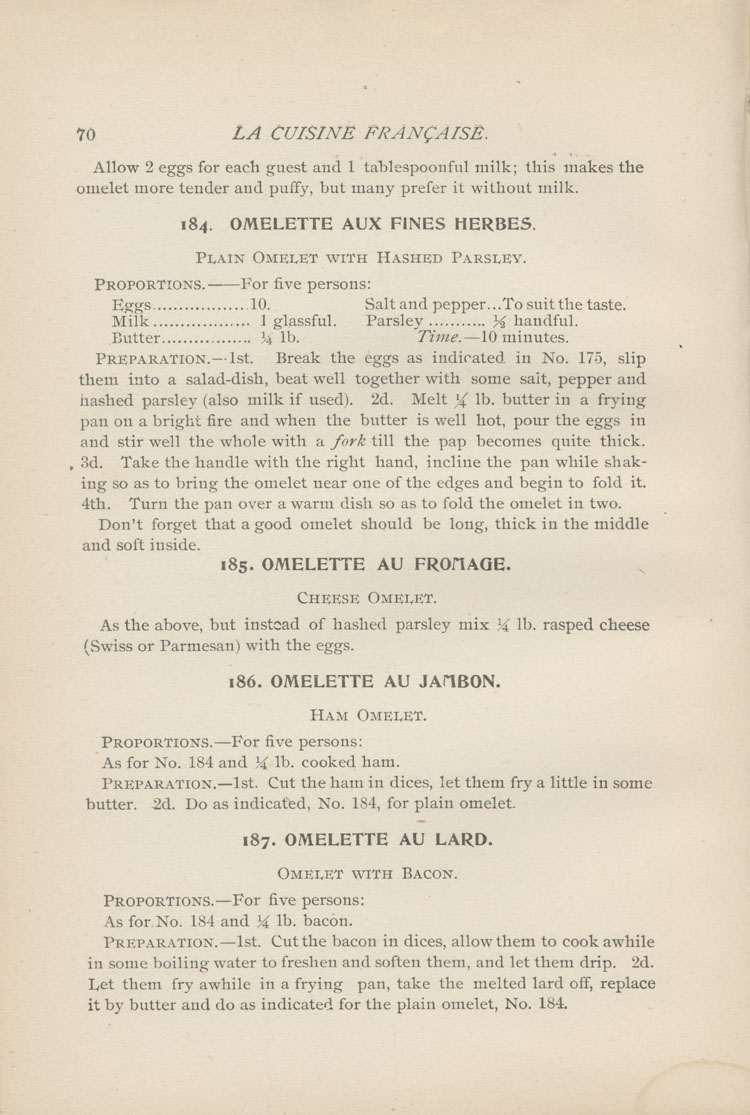 70 LA CUISINE FRANÇAISE.
Allow 2 eggs for each guest and 1 tablespoonful milk; this makes the
omelet more tender and puffy, but many prefer it without milk.
184. OMELETTE AUX FINES HERBES.
PLAIN OMELET WITH HASHED PARSLEY.
PROPORTIONS.——For five persons:
Eggs..................10. Salt and pepper...To suit the taste.
Milk.................. 1 glassful. Parsley ........... ½ handful.
Butter................. ¼ lb. Time.—10 minutes.
PREPARATION.—1st. Break the eggs as indicated in No. 175, slip
them into a salad-dish, beat well together with some salt, pepper and
hashed parsley (also milk if used). 2d. Melt ¼ lb. butter in a frying
pan on a bright fire and when the butter is well hot, pour the eggs in
and stir well the whole with a fork till the pap becomes quite thick.
3d. Take the handle with the right hand, incline the pan while shak-
ing so as to bring the omelet near one of the edges and begin to fold it.
4th. Turn the pan over a warm dish so as to fold the omelet in two.
Don't forget that a good omelet should be long, thick in the middle
and soft inside.
185. OMELETTE AU FROMAGE.
CHEESE OMELET.
As the above, but instead of hashed parsley mix ¼ lb. rasped cheese
(Swiss or Parmesan) with the eggs.
186. OMELETTE AU JAMBON.
HAM OMELET.
PROPORTIONS.—For five persons:
As for No. 184 and ¼ lb. cooked ham.
PREPARATION.—1st. Cut the ham in dices, let them fry a little in some
butter. 2d. Do as indicated, No. 184, for plain omelet.
187. OMELETTE AU LARD.
OMELET WITH BACON.
PROPORTIONS.—For five persons:
As for No. 184 and ¼ lb. bacon.
PREPARATION.—1st. Cut the bacon in dices, allow them to cook awhile
in some boiling water to freshen and soften them, and let them drip. 2d.
Let them fry awhile in a frying pan, take the melted lard off, replace
it by butter and do as indicated for the plain omelet, No. 184.